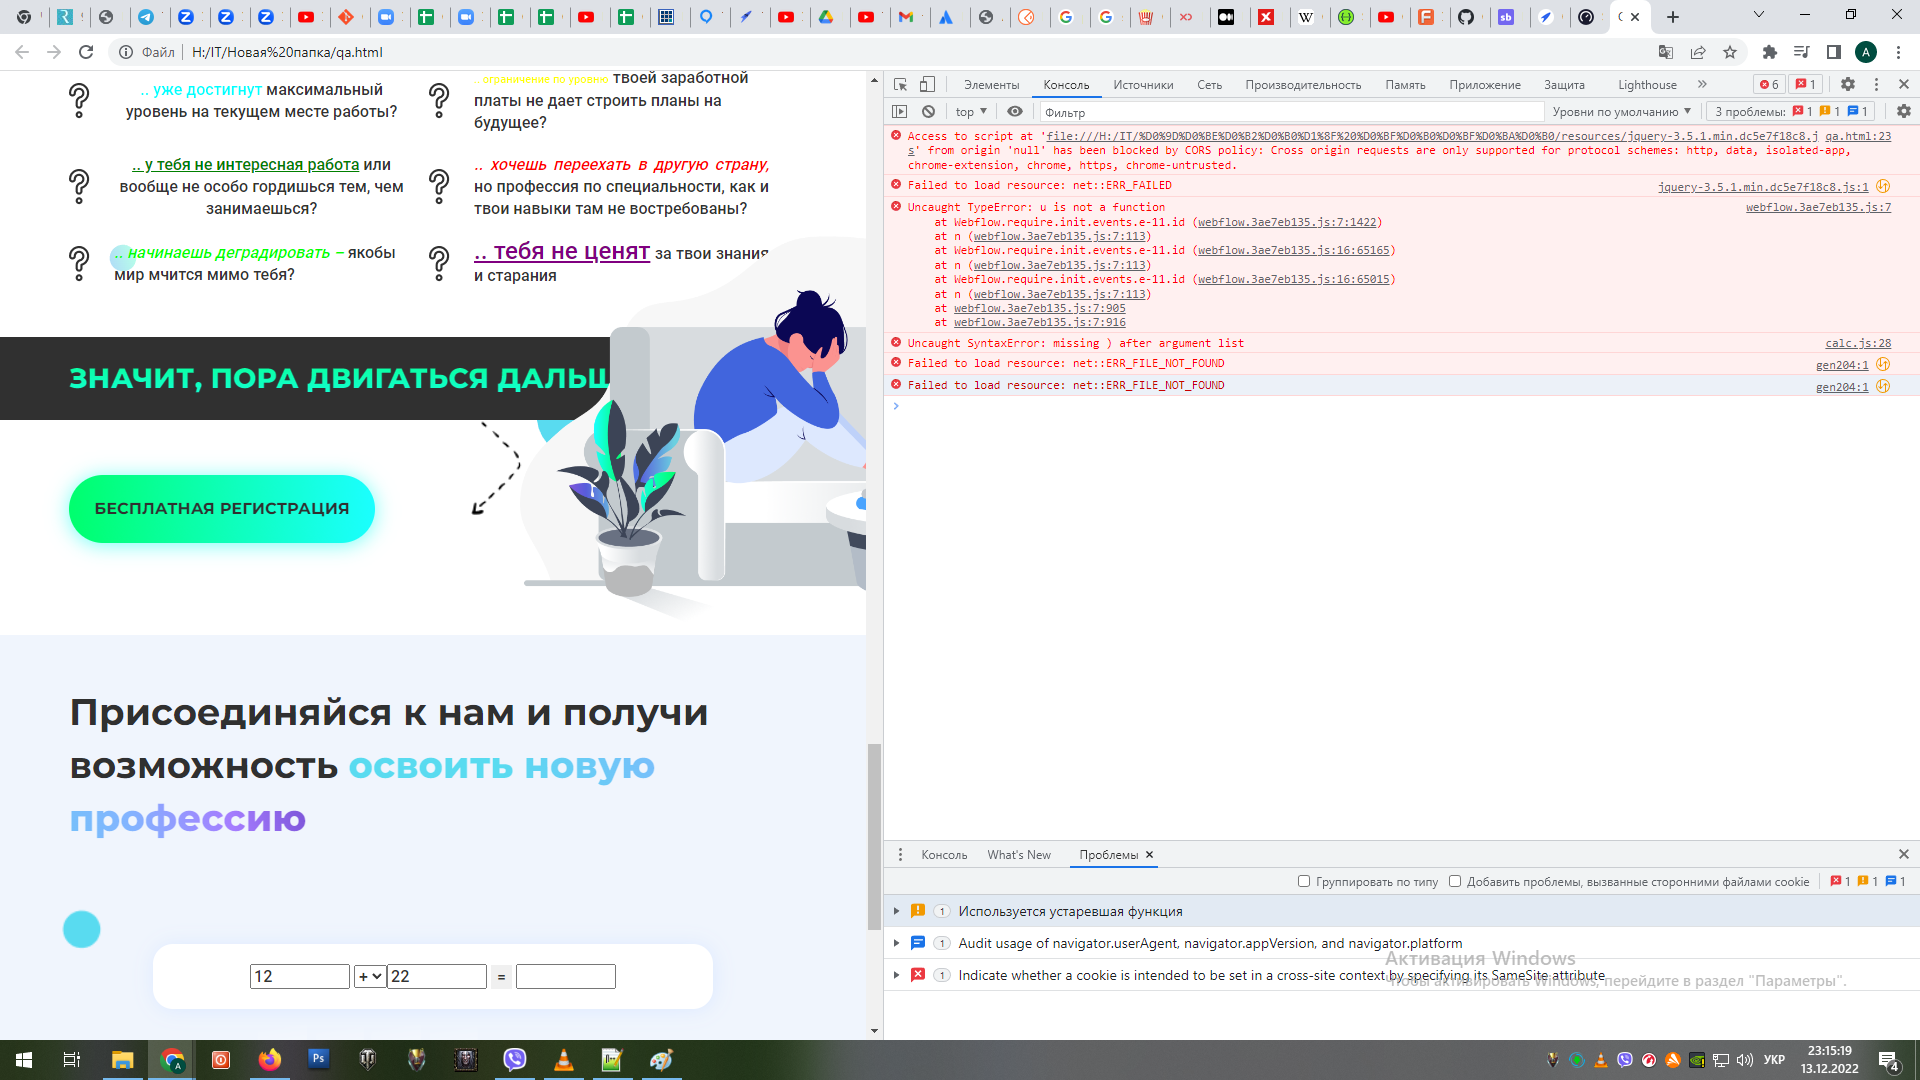 Файл
H:/IT/Новая%20папка/qa.html
A
.. уже достигнут максимальный
уровень на текущем месте работы?
.. ограничение по уровню твоей заработной
платы не дает строить планы на
будущее?
.. у тебя не интересная работа или
вообще не особо гордишься тем, чем
занимаешься?
.. хочешь переехать в другую страну,
но профессия по специальности, как и
твои навыки там не востребованы?
.. начинаешь деградировать – якобы
мир мчится мимо тебя?
.. тебя не ценят за твои знания
и старания
ЗНАЧИТ, ПОРА ДВИГАТЬСЯ ДАЛЬШ
БЕСПЛАТНАЯ РЕГИСТРАЦИЯ
Присоединяйся к нам и получи
возможность освоить новую
профессию
12 + 22 =
Элементы Консоль Источники Сеть Производительность Память Приложение Защита Lighthouse » 6 1
top Фильтр Уровни по умолчанию 3 проблемы: 1 1 1
Access to script at 'file:///H:/IT/%D0%9D%D0%BE%D0%B2%D0%B0%D1%8F%20%D0%BF%D0%B0%D0%BF%D0%BA%D0%B0/resources/jquery-3.5.1.min.dc5e7f18c8.j qa.html:23
s' from origin 'null' has been blocked by CORS policy: Cross origin requests are only supported for protocol schemes: http, data, isolated-app,
chrome-extension, chrome, https, chrome-untrusted.
Failed to load resource: net::ERR_FAILED jquery-3.5.1.min.dc5e7f18c8.js:1
Uncaught TypeError: u is not a function webflow.3ae7eb135.js:7
at Webflow.require.init.events.e-11.id (webflow.3ae7eb135.js:7:1422)
at n (webflow.3ae7eb135.js:7:113)
at Webflow.require.init.events.e-11.id (webflow.3ae7eb135.js:16:65165)
at n (webflow.3ae7eb135.js:7:113)
at Webflow.require.init.events.e-11.id (webflow.3ae7eb135.js:16:65015)
at n (webflow.3ae7eb135.js:7:113)
at webflow.3ae7eb135.js:7:905
at webflow.3ae7eb135.js:7:916
Uncaught SyntaxError: missing ) after argument list calc.js:28
Failed to load resource: net::ERR_FILE_NOT_FOUND gen204:1
Failed to load resource: net::ERR_FILE_NOT_FOUND gen204:1
Консоль What's New Проблемы
Группировать по типу Добавить проблемы, вызванные сторонними файлами cookie 1 1 1
1 Используется устаревшая функция
1 Audit usage of navigator.userAgent, navigator.appVersion, and navigator.platform
1 Indicate whether a cookie is intended to be set in a cross-site context by specifying its SameSite attribute
Активация Windows
Чтобы активировать Windows, перейдите в раздел "Параметры".
УКР
23:15:19
13.12.2022
4